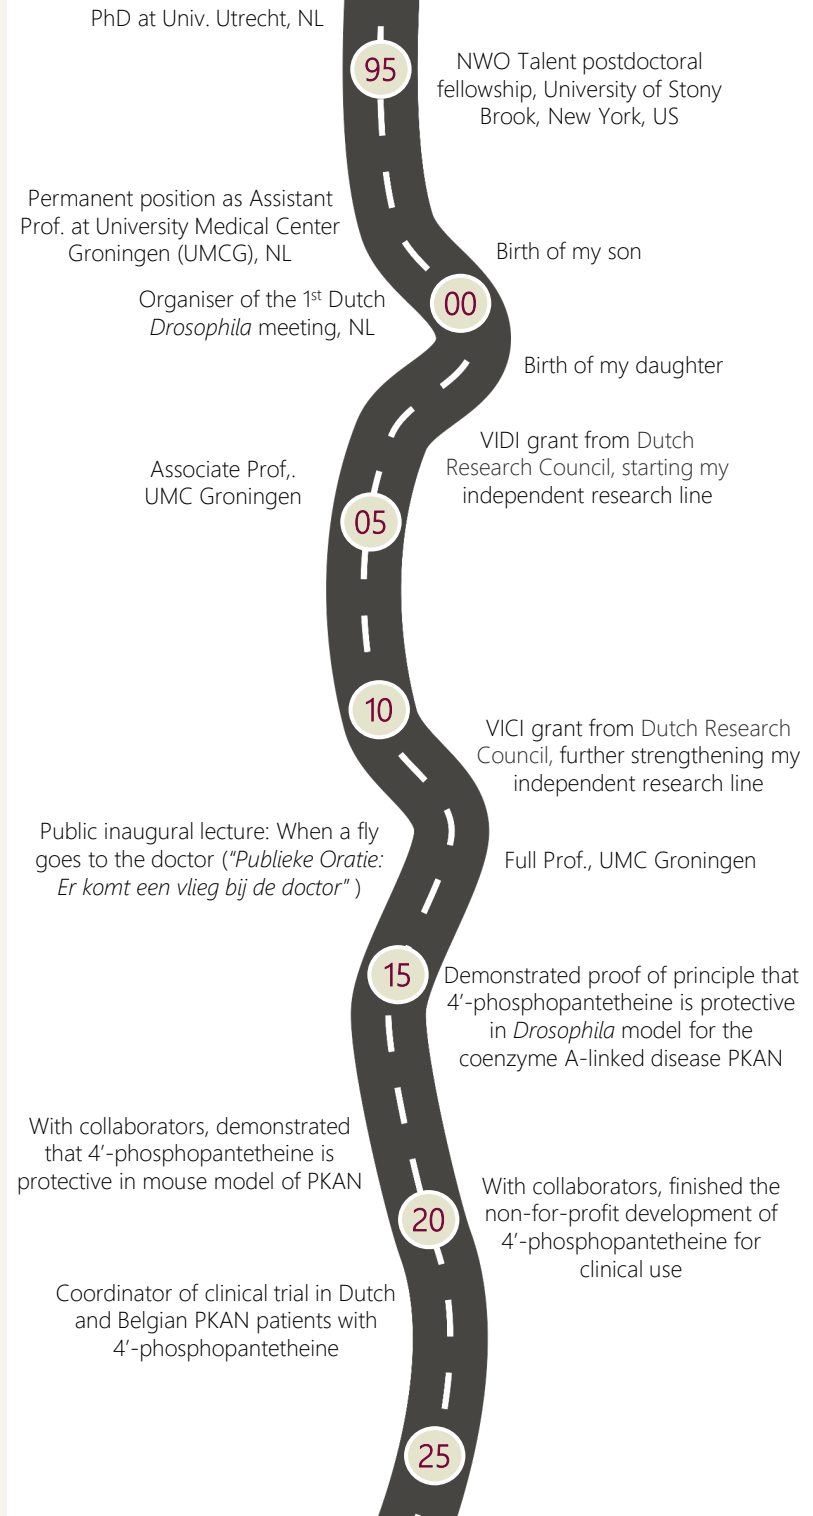 PhD at Univ. Utrecht, NL
95
NWO Talent postdoctoral
fellowship, University of Stony
Brook, New York, US
Permanent position as Assistant
Prof. at University Medical Center
Groningen (UMCG), NL
Birth of my son
Organiser of the 1st Dutch
Drosophila meeting, NL
00
Birth of my daughter
VIDI grant from Dutch
Research Council, starting my
independent research line
Associate Prof,.
UMC Groningen
05
10
VICI grant from Dutch Research
Council, further strengthening my
independent research line
Public inaugural lecture: When a fly
goes to the doctor ("Publieke Oratie:
Er komt een vlieg bij de doctor" )
Full Prof., UMC Groningen
15
Demonstrated proof of principle that
4'-phosphopantetheine is protective
in Drosophila model for the
coenzyme A-linked disease PKAN
With collaborators, demonstrated
that 4'-phosphopantetheine is
protective in mouse model of PKAN
20
With collaborators, finished the
non-for-profit development of
4'-phosphopantetheine for
clinical use
Coordinator of clinical trial in Dutch
and Belgian PKAN patients with
4'-phosphopantetheine
25